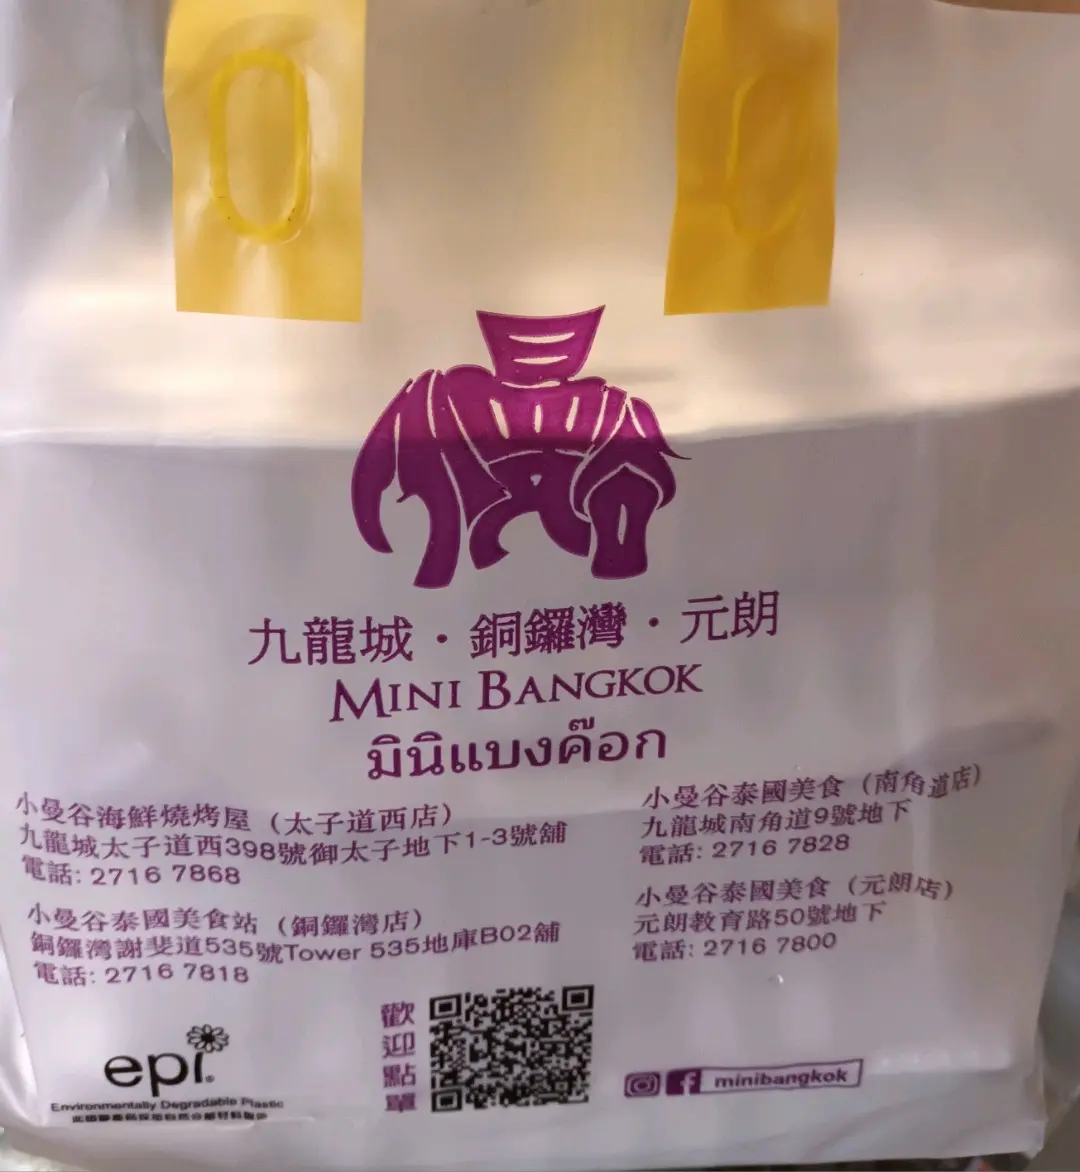 九龍城・銅鑼灣・元朗
MINI BANGKOK
มินิแบงค๊อก
小曼谷海鮮燒烤屋（太子道西店）
九龍城太子道西398號御太子地下1-3號舖
電話: 2716 7868
小曼谷泰國美食站（銅鑼灣店）
銅鑼灣謝斐道535號Tower 535地庫B02舖
電話: 2716 7818
小曼谷泰國美食（南角道店）
九龍城南角道9號地下
電話: 2716 7828
小曼谷泰國美食（元朗店）
元朗教育路50號地下
電話: 2716 7800
epi
Environmentally Degradable Plastic
歡迎點單
minibangkok